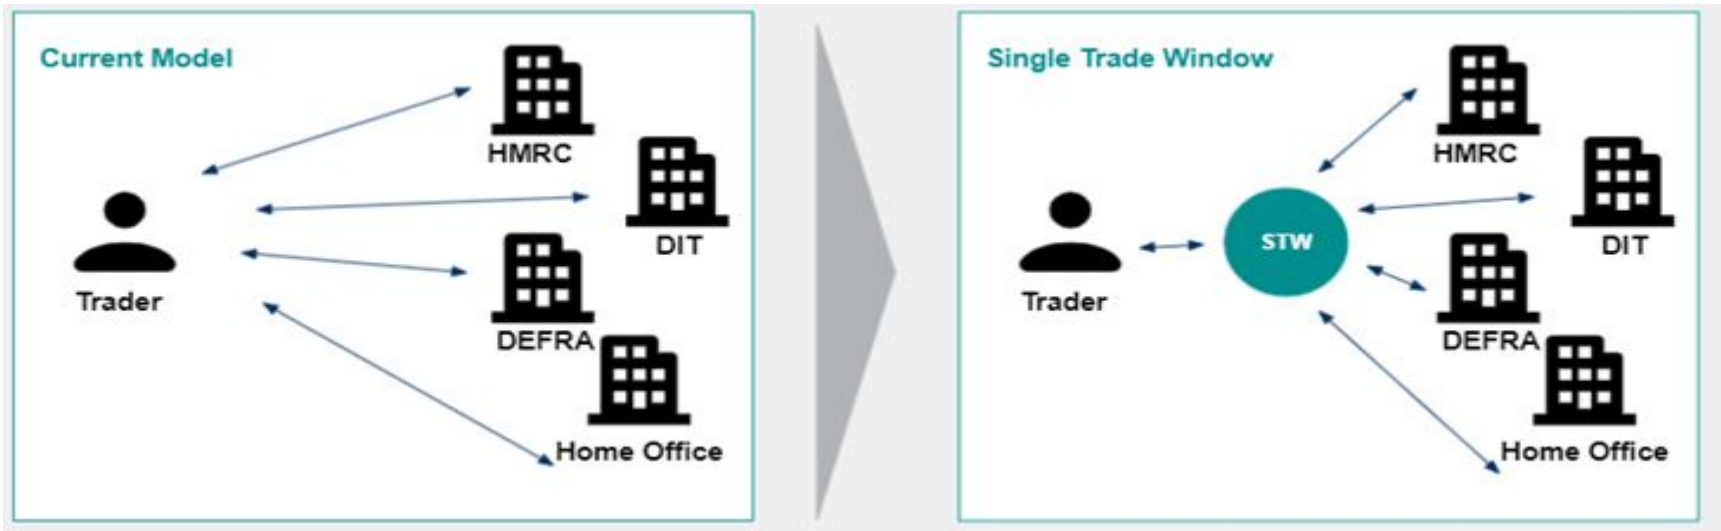 Current Model
HMRC
DIT
Trader
DEFRA
Home Office
Single Trade Window
HMRC
STW
DIT
Trader
DEFRA
Home Office